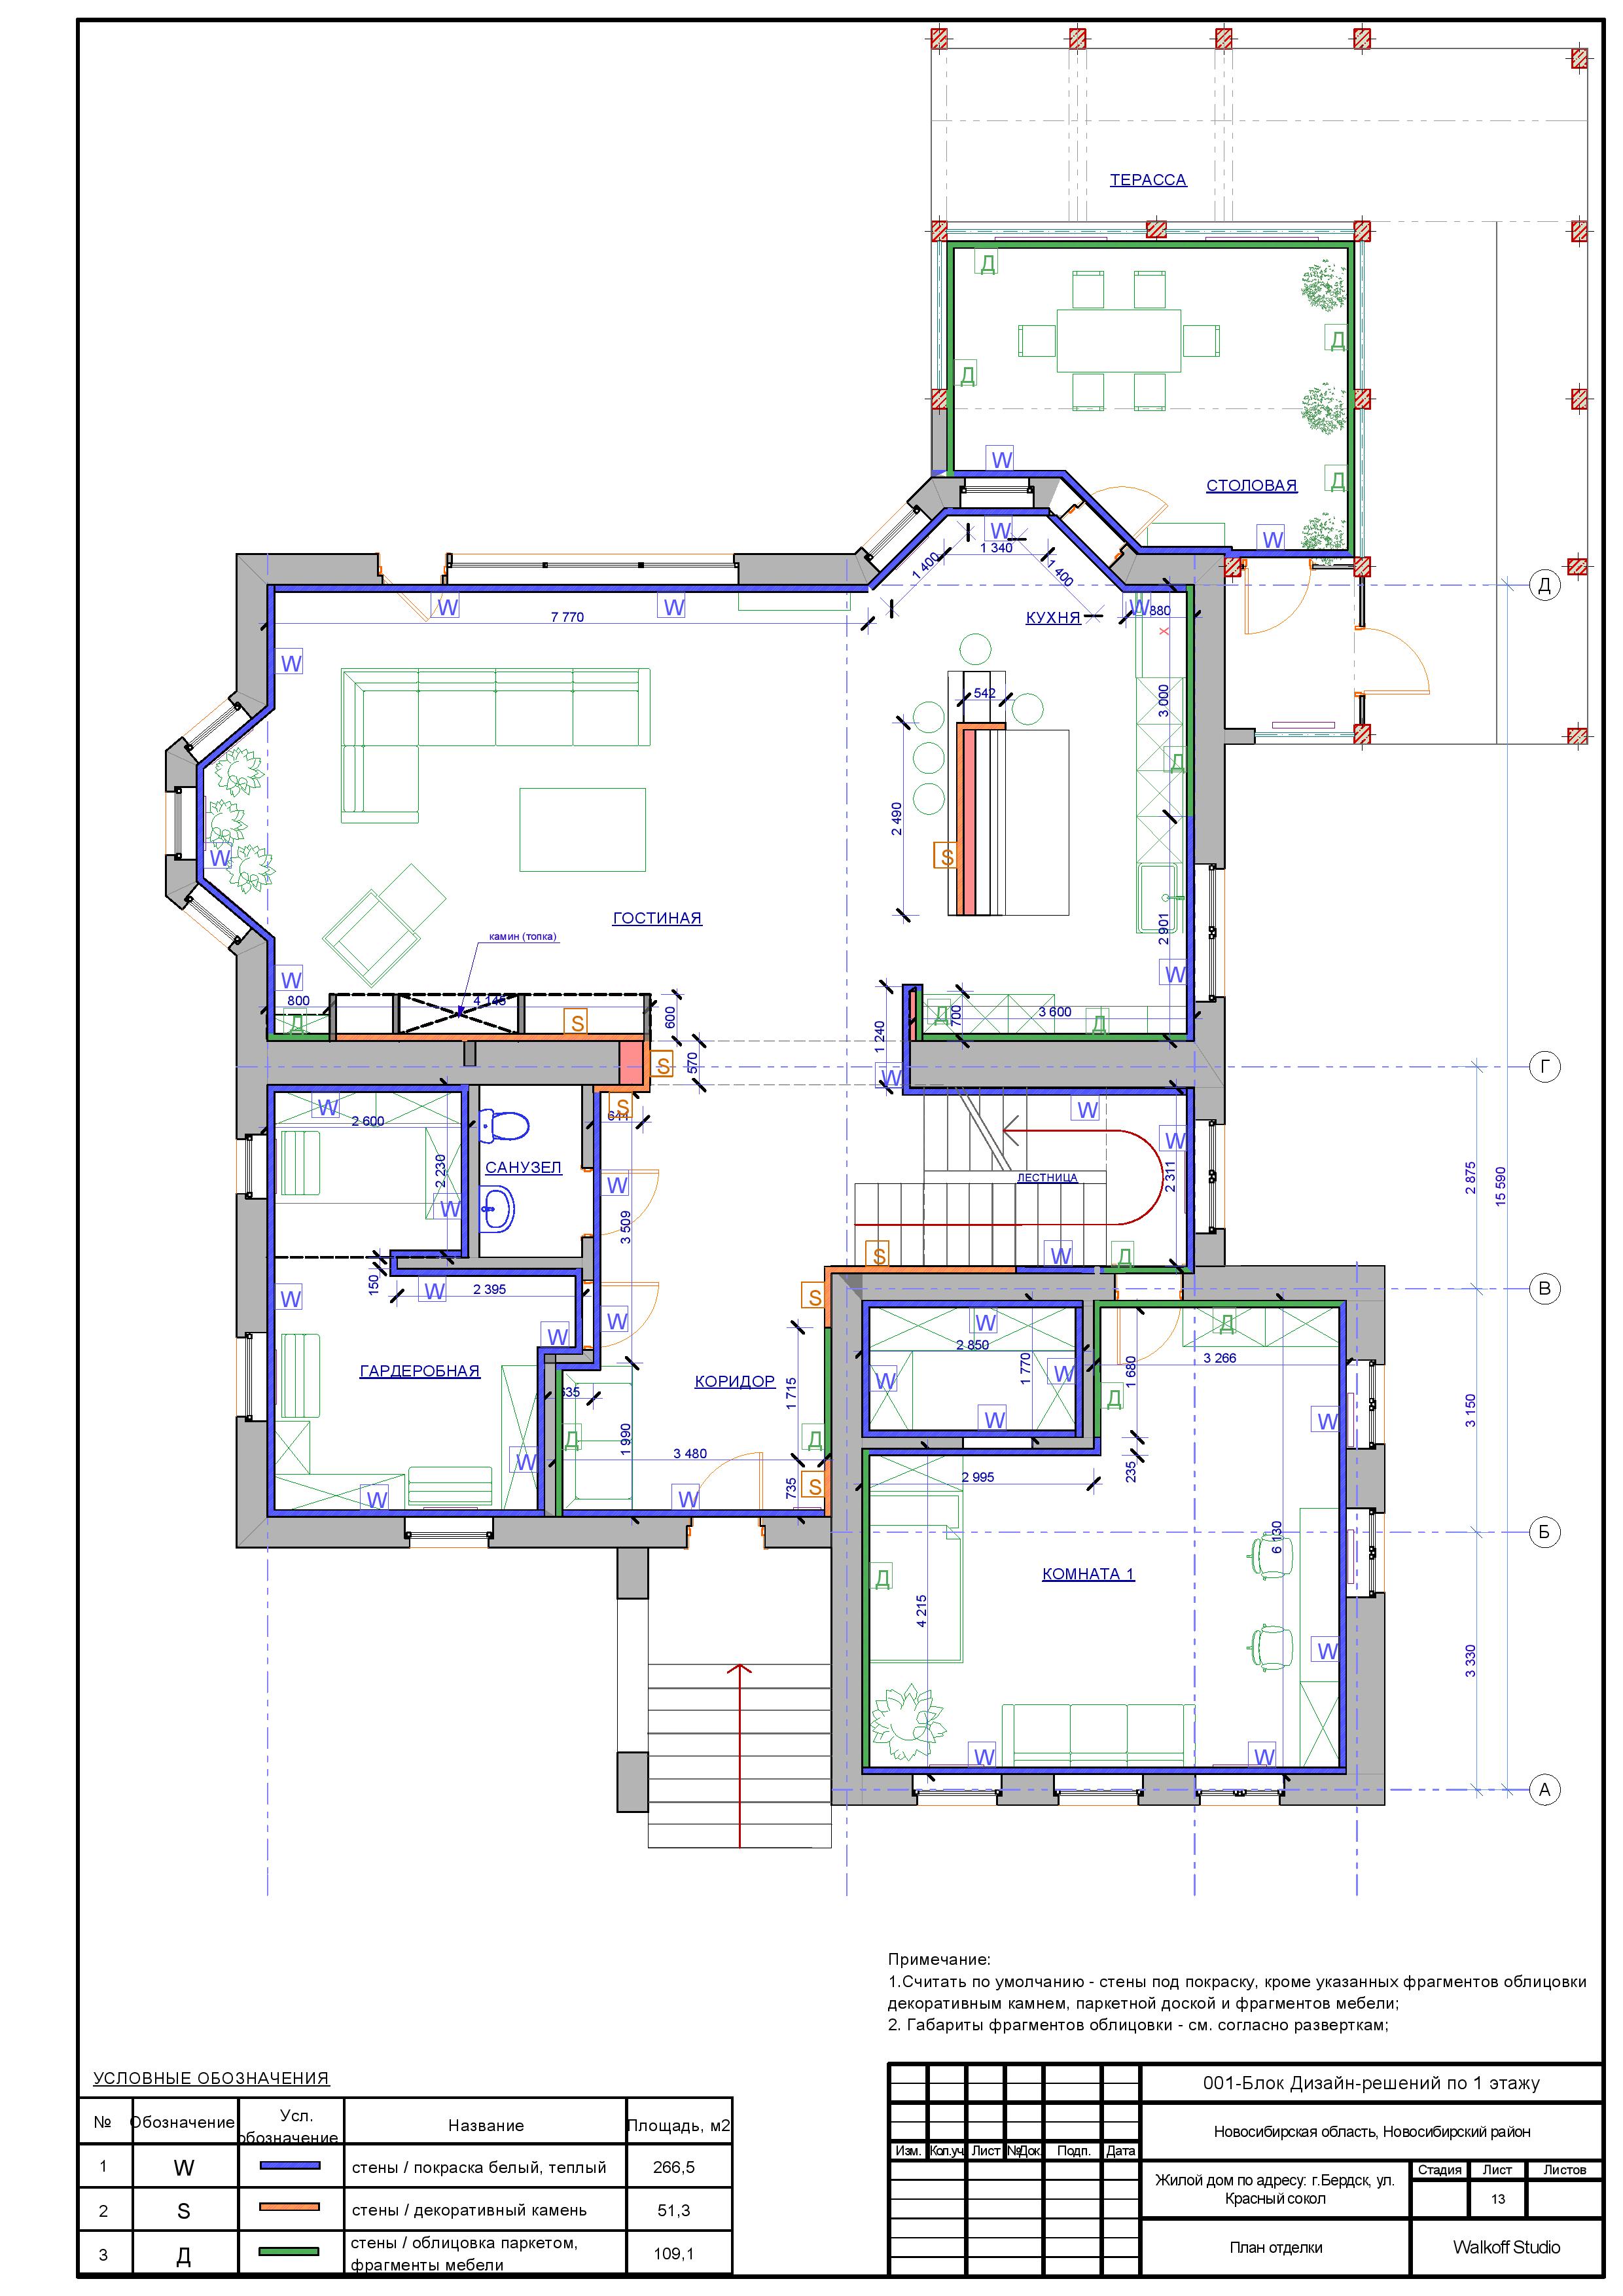 ТЕРАССА
Д
Д
Д
W
СТОЛОВАЯ
Д
W
W
1 340
1 400
1 400
Д
W
W
W
880
7 770
КУХНЯ
X
W
542
3 000
Д
2 490
W
S
ГОСТИНАЯ
2 901
камин (топка)
W
W
800
4 145
600
Д
S
Д
700
3 600
Д
1 240
570
S
W
Г
W
S
644
W
2 600
W
2 230
САНУЗЕЛ
W
ЛЕСТНИЦА
2 311
2 875
15 590
W
3 509
S
W
Д
150
W
W
2 395
S
В
W
W
W
Д
2 850
1 770
3 266
1 680
ГАРДЕРОБНАЯ
КОРИДОР
W
W
635
1 715
Д
W
W
3 150
Д
1 990
Д
3 480
W
735
S
2 995
235
W
W
Б
6 130
КОМНАТА 1
Д
4 215
W
3 330
W
W
А
Примечание:
1.Считать по умолчанию - стены под покраску, кроме указанных фрагментов облицовки
декоративным камнем, паркетной доской и фрагментов мебели;
2. Габариты фрагментов облицовки - см. согласно разверткам;
УСЛОВНЫЕ ОБОЗНАЧЕНИЯ
№ Обозначение Усл. обозначение Название Площадь, м2
1 W стены / покраска белый, теплый 266,5
2 S стены / декоративный камень 51,3
3 Д стены / облицовка паркетом, фрагменты мебели 109,1
001-Блок Дизайн-решений по 1 этажу
Новосибирская область, Новосибирский район
Изм. Кол.уч. Лист №Док. Подп. Дата
Жилой дом по адресу: г.Бердск, ул.
Красный сокол
Стадия Лист Листов
13
План отделки
Walkoff Studio